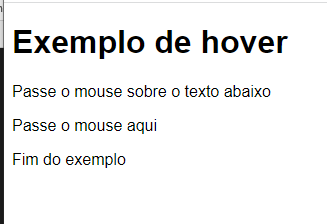 Exemplo de hover
Passe o mouse sobre o texto abaixo
Passe o mouse aqui
Fim do exemplo